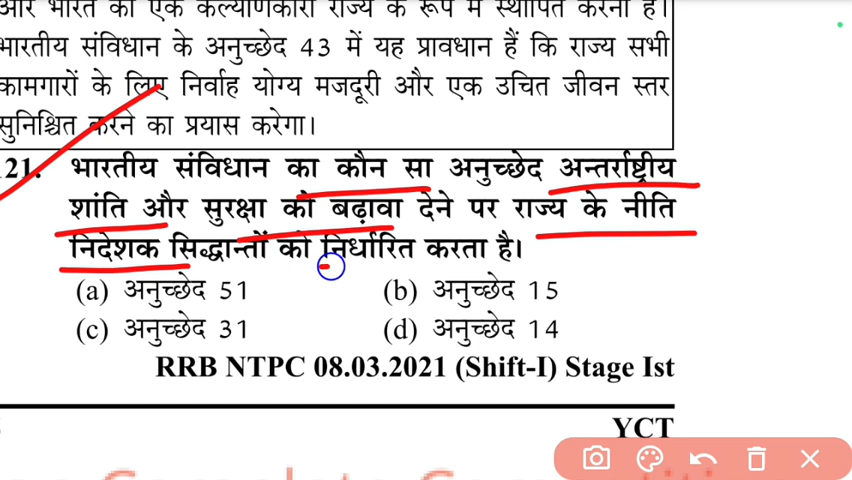 और भारत को एक कल्याणकारी राज्य के रूप में स्थापित करना है।
भारतीय संविधान के अनुच्छेद 43 में यह प्रावधान हैं कि राज्य सभी
कामगारों के लिए निर्वाह योग्य मजदूरी और एक उचित जीवन स्तर
सुनिश्चित करने का प्रयास करेगा।
121. भारतीय संविधान का कौन सा अनुच्छेद अन्तर्राष्ट्रीय
शांति और सुरक्षा को बढ़ावा देने पर राज्य के नीति
निदेशक सिद्धान्तों को निर्धारित करता है।
(a) अनुच्छेद 51 (b) अनुच्छेद 15
(c) अनुच्छेद 31 (d) अनुच्छेद 14
RRB NTPC 08.03.2021 (Shift-I) Stage Ist
YCT